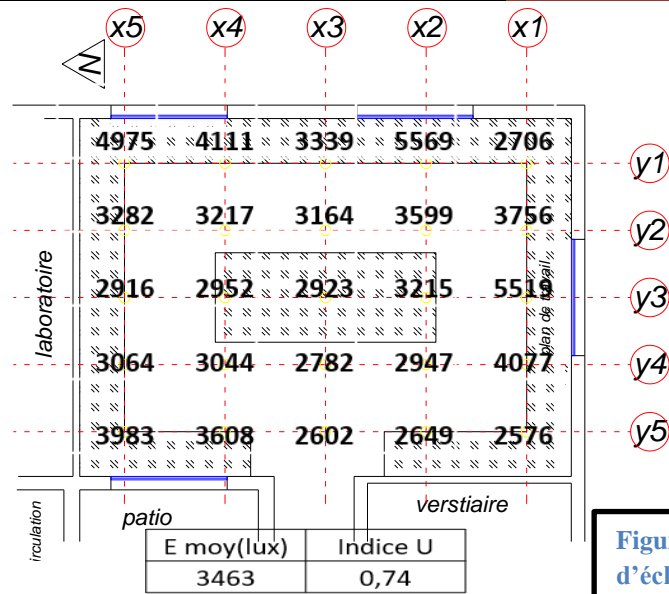 x5 x4 x3 x2 x1
N
4975 4111 3339 5569 2706
y1
3282 3217 3164 3599 3756
y2
2916 2952 2923 3215 5519
y3
laboratoire
plan de travail
3064 3044 2782 2947 4077
y4
3983 3608 2602 2649 2576
y5
irculation
patio
verstiaire
E moy(lux) Indice U
3463 0,74
Figur
d'écl